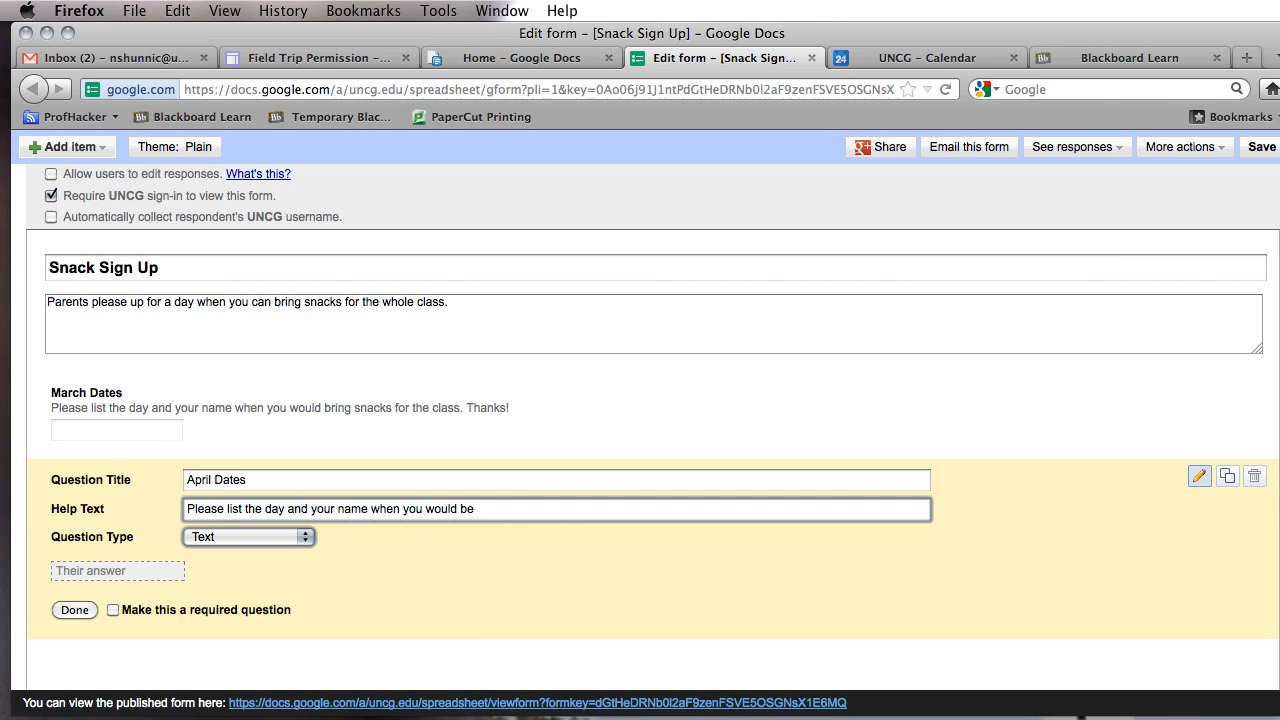 Firefox File Edit View History Bookmarks Tools Window Help
Edit form – [Snack Sign Up] – Google Docs
Inbox (2) – nshunnic@u... Field Trip Permission –... Home – Google Docs Edit form – [Snack Sign... 24 UNCG – Calendar Bb Blackboard Learn
google.com https://docs.google.com/a/uncg.edu/spreadsheet/gform?pli=1&key=0Ao06j91J1ntPdGtHeDRNb0l2aF9zenFSVE5OSGNsX Google
ProfHacker Bb Blackboard Learn Bb Temporary Blac... PaperCut Printing Bookmarks
Add item Theme: Plain g+ Share Email this form See responses More actions Save
Allow users to edit responses. What's this?
Require UNCG sign-in to view this form.
Automatically collect respondent's UNCG username.
Snack Sign Up
Parents please up for a day when you can bring snacks for the whole class.
March Dates
Please list the day and your name when you would bring snacks for the class. Thanks!
Question Title April Dates
Help Text Please list the day and your name when you would be
Question Type Text
Their answer
Done Make this a required question
You can view the published form here: https://docs.google.com/a/uncg.edu/spreadsheet/viewform?formkey=dGtHeDRNb0l2aF9zenFSVE5OSGNsX1E6MQ